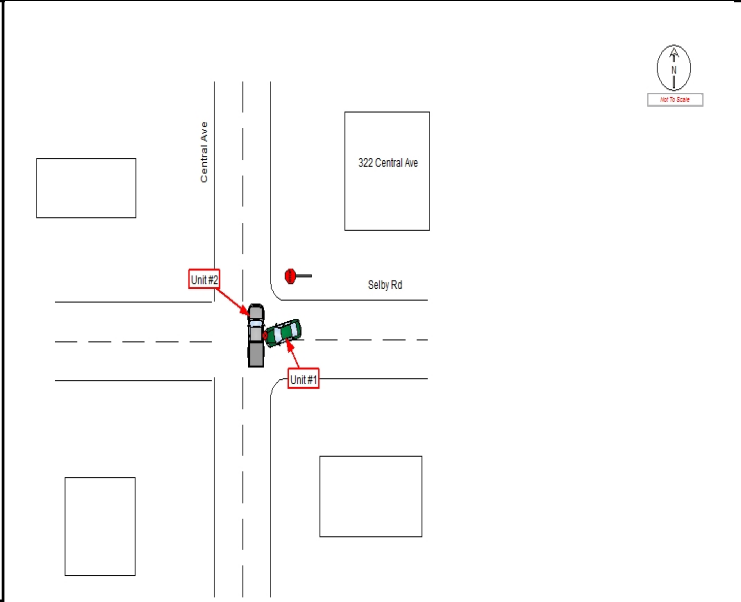 N
Not To Scale
Central Ave
322 Central Ave
Unit #2
Selby Rd
Unit #1